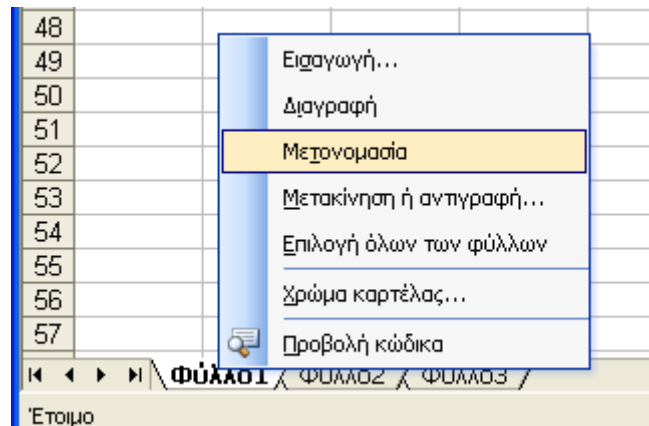 48
49
50
51
52
53
54
55
56
57
Εισαγωγή...
Διαγραφή
Μετονομασία
Μετακίνηση ή αντιγραφή...
Επιλογή όλων των φύλλων
Χρώμα καρτέλας...
Προβολή κώδικα
Φύλλο1 / Φύλλο2 / Φύλλο3 /
Έτοιμο